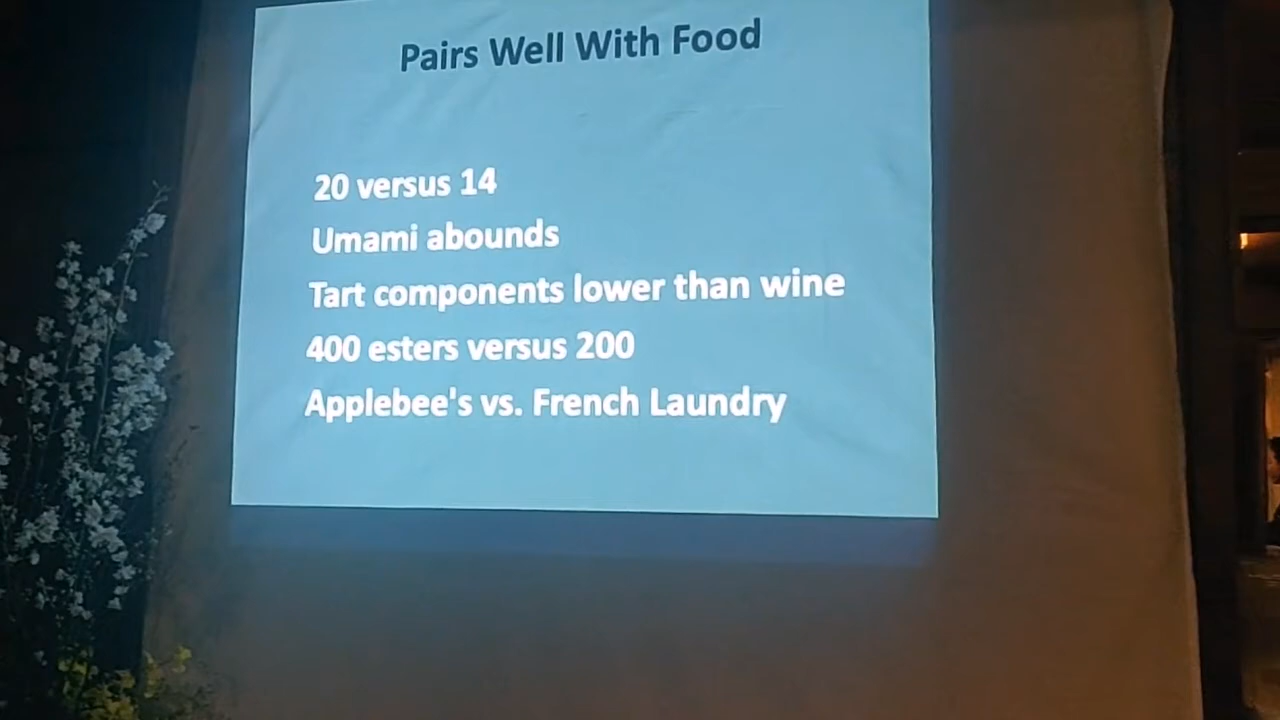 Pairs Well With Food
20 versus 14
Umami abounds
Tart components lower than wine
400 esters versus 200
Applebee's vs. French Laundry